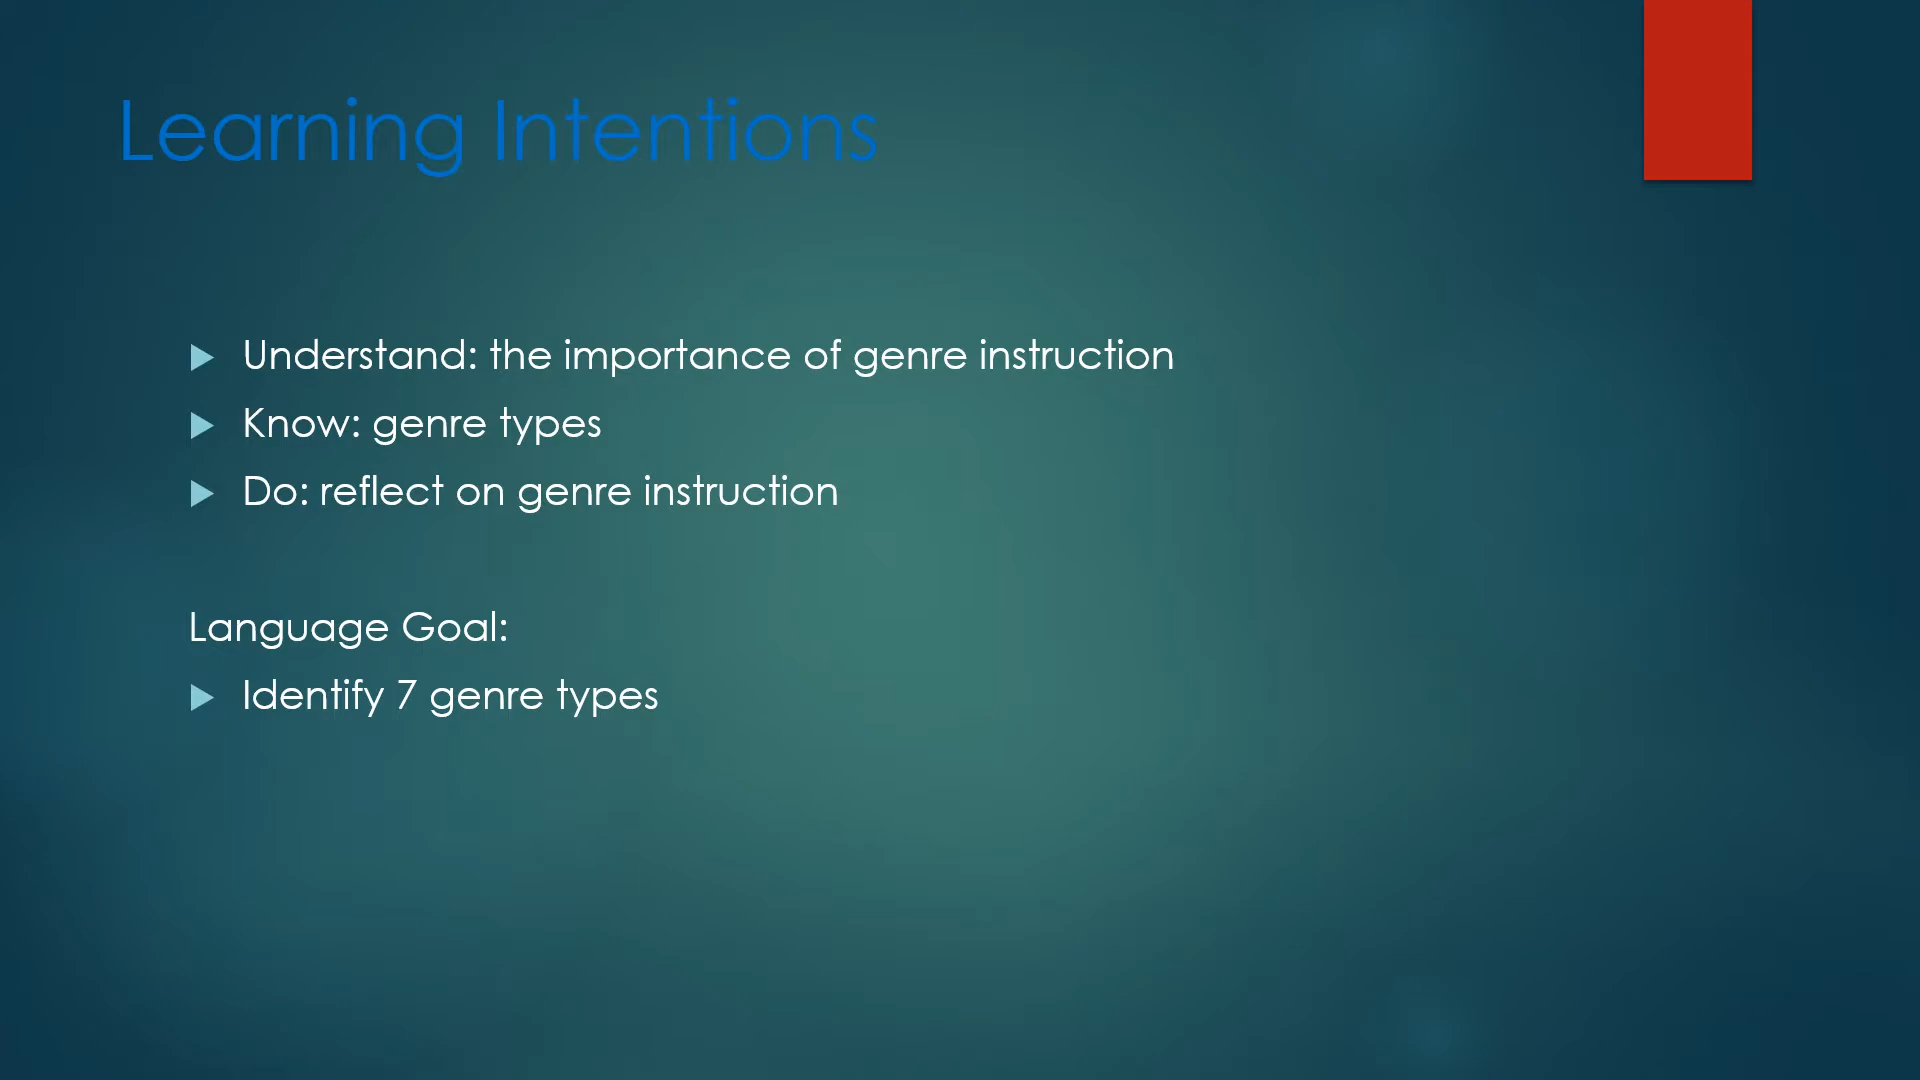 Learning Intentions
Understand: the importance of genre instruction
Know: genre types
Do: reflect on genre instruction
Language Goal:
Identify 7 genre types